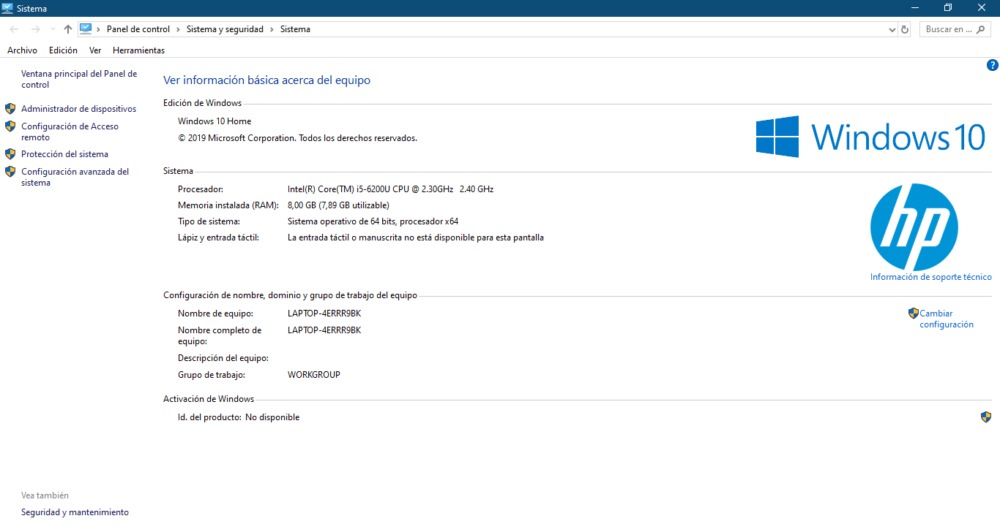 Sistema
Panel de control > Sistema y seguridad > Sistema
Buscar en ...
Archivo Edición Ver Herramientas
Ventana principal del Panel de
control
Administrador de dispositivos
Configuración de Acceso
remoto
Protección del sistema
Configuración avanzada del
sistema
?
Ver información básica acerca del equipo
Edición de Windows
Windows 10 Home
© 2019 Microsoft Corporation. Todos los derechos reservados.
Windows 10
Sistema
Procesador: Intel(R) Core(TM) i5-6200U CPU @ 2.30GHz 2.40 GHz
Memoria instalada (RAM): 8,00 GB (7,89 GB utilizable)
Tipo de sistema: Sistema operativo de 64 bits, procesador x64
Lápiz y entrada táctil: La entrada táctil o manuscrita no está disponible para esta pantalla
hp
Información de soporte técnico
Configuración de nombre, dominio y grupo de trabajo del equipo
Nombre de equipo: LAPTOP-4ERRR9BK
Nombre completo de LAPTOP-4ERRR9BK
equipo:
Descripción del equipo:
Grupo de trabajo: WORKGROUP
Cambiar
configuración
Activación de Windows
Id. del producto: No disponible
Vea también
Seguridad y mantenimiento